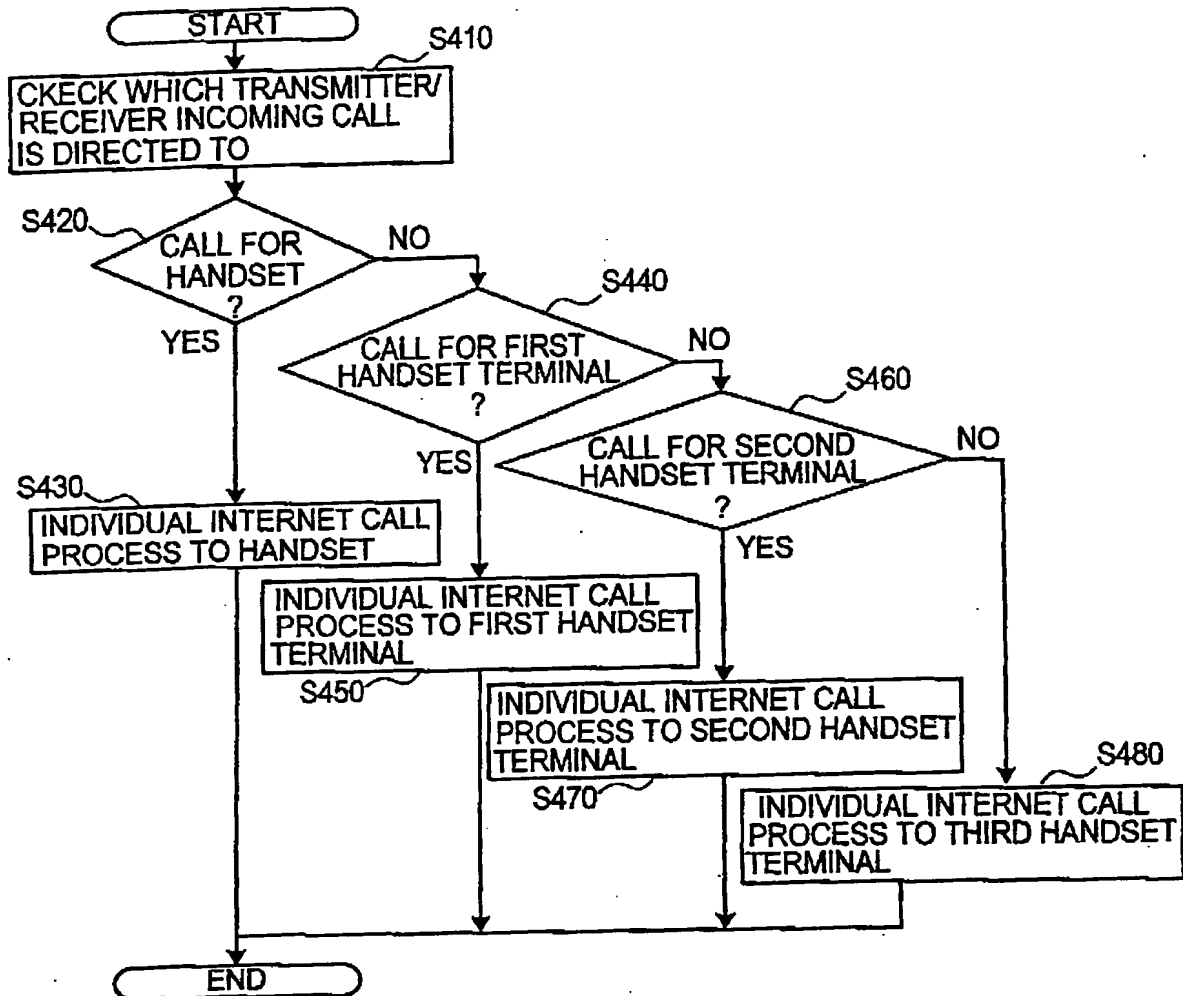 START
S410
CKECK WHICH TRANSMITTER/
RECEIVER INCOMING CALL
IS DIRECTED TO
S420
CALL FOR
HANDSET
?
NO
YES
S440
CALL FOR FIRST
HANDSET TERMINAL
?
NO
YES
S460
CALL FOR SECOND
HANDSET TERMINAL
?
NO
YES
S430
INDIVIDUAL INTERNET CALL
PROCESS TO HANDSET
INDIVIDUAL INTERNET CALL
PROCESS TO FIRST HANDSET
TERMINAL
S450
INDIVIDUAL INTERNET CALL
PROCESS TO SECOND HANDSET
TERMINAL
S470
S480
INDIVIDUAL INTERNET CALL
PROCESS TO THIRD HANDSET
TERMINAL
END